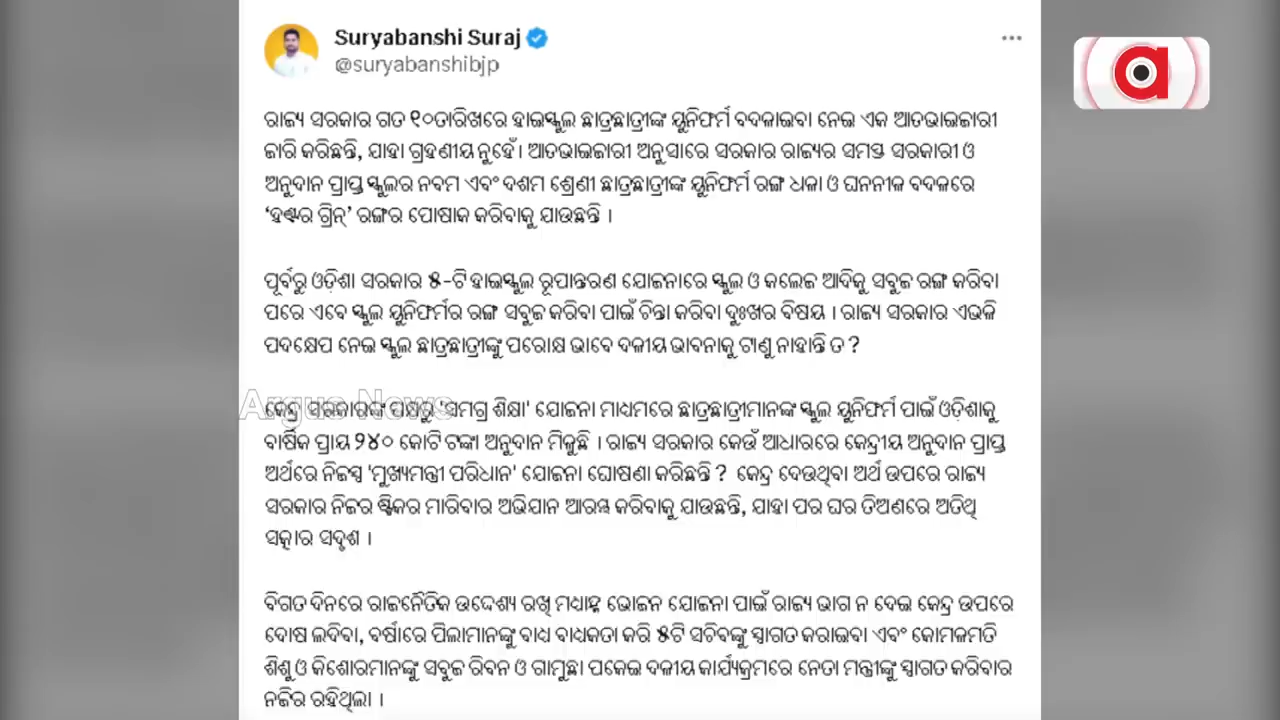 Suryabanshi Suraj
@suryabanshibjp
a
ରାଜ୍ୟ ସରକାର ଗତ ୧୦ତାରିଖରେ ହାଇସ୍କୁଲ ଛାତ୍ରଛାତ୍ରୀଙ୍କ ୟୁନିଫର୍ମ ବଦଳାଇବା ନେଇ ଏକ ଆଡଭାଇଜାରୀ
ଜାରି କରିଛନ୍ତି, ଯାହା ଗ୍ରହଣୀୟ ନୁହେଁ । ଆଡଭାଇଜାରୀ ଅନୁସାରେ ସରକାର ରାଜ୍ୟର ସମସ୍ତ ସରକାରୀ ଓ
ଅନୁଦାନ ପ୍ରାପ୍ତ ସ୍କୁଲର ନବମ ଏବଂ ଦଶମ ଶ୍ରେଣୀ ଛାତ୍ରଛାତ୍ରୀଙ୍କ ୟୁନିଫର୍ମ ରଙ୍ଗ ଧଳା ଓ ଘନନୀଳ ବଦଳରେ
'ହଣ୍ଟର ଗ୍ରିନ୍' ରଙ୍ଗର ପୋଷାକ କରିବାକୁ ଯାଉଛନ୍ତି ।
ପୂର୍ବରୁ ଓଡ଼ିଶା ସରକାର ୫-ଟି ହାଇସ୍କୁଲ ରୂପାନ୍ତରଣ ଯୋଜନାରେ ସ୍କୁଲ ଓ କଲେଜ ଆଦିକୁ ସବୁଜ ରଙ୍ଗ କରିବା
ପରେ ଏବେ ସ୍କୁଲ ୟୁନିଫର୍ମର ରଙ୍ଗ ସବୁଜ କରିବା ପାଇଁ ଚିନ୍ତା କରିବା ଦୁଃଖର ବିଷୟ । ରାଜ୍ୟ ସରକାର ଏଭଳି
ପଦକ୍ଷେପ ନେଇ ସ୍କୁଲ ଛାତ୍ରଛାତ୍ରୀଙ୍କୁ ପରୋକ୍ଷ ଭାବେ ଦଳୀୟ ଭାବନାକୁ ଟାଣୁ ନାହାନ୍ତି ତ ?
Argus News
କେନ୍ଦ୍ର ସରକାରଙ୍କ ପକ୍ଷରୁ 'ସମଗ୍ର ଶିକ୍ଷା' ଯୋଜନା ମାଧ୍ୟମରେ ଛାତ୍ରଛାତ୍ରୀମାନଙ୍କ ସ୍କୁଲ ୟୁନିଫର୍ମ ପାଇଁ ଓଡ଼ିଶାକୁ
ବାର୍ଷିକ ପ୍ରାୟ ୨୪୦ କୋଟି ଟଙ୍କା ଅନୁଦାନ ମିଳୁଛି । ରାଜ୍ୟ ସରକାର କେଉଁ ଆଧାରରେ କେନ୍ଦ୍ରୀୟ ଅନୁଦାନ ପ୍ରାପ୍ତ
ଅର୍ଥରେ ନିଜସ୍ୱ 'ମୁଖ୍ୟମନ୍ତ୍ରୀ ପରିଧାନ' ଯୋଜନା ଘୋଷଣା କରିଛନ୍ତି ? କେନ୍ଦ୍ର ଦେଉଥିବା ଅର୍ଥ ଉପରେ ରାଜ୍ୟ
ସରକାର ନିଜର ଷ୍ଟିକର ମାରିବାର ଅଭିଯାନ ଆରମ୍ଭ କରିବାକୁ ଯାଉଛନ୍ତି, ଯାହା ପର ଘର ତିଅଣରେ ଅତିଥି
ସତ୍କାର ସଦୃଶ ।
ବିଗତ ଦିନରେ ରାଜନୈତିକ ଉଦ୍ଦେଶ୍ୟ ରଖି ମଧ୍ୟାହ୍ନ ଭୋଜନ ଯୋଜନା ପାଇଁ ରାଜ୍ୟ ଭାଗ ନ ଦେଇ କେନ୍ଦ୍ର ଉପରେ
ଦୋଷ ଲଦିବା, ବର୍ଷାରେ ପିଲାମାନଙ୍କୁ ବାଧ୍ୟ ବାଧକତା କରି ୫ଟି ସଚିବଙ୍କୁ ସ୍ୱାଗତ କରାଇବା ଏବଂ କୋମଳମତି
ଶିଶୁ ଓ କିଶୋରମାନଙ୍କୁ ସବୁଜ ରିବନ ଓ ଗାମୁଛା ପକେଇ ଦଳୀୟ କାର୍ଯ୍ୟକ୍ରମରେ ନେତା ମନ୍ତ୍ରୀଙ୍କୁ ସ୍ୱାଗତ କରିବାର
ନଜିର ରହିଥିଲା ।